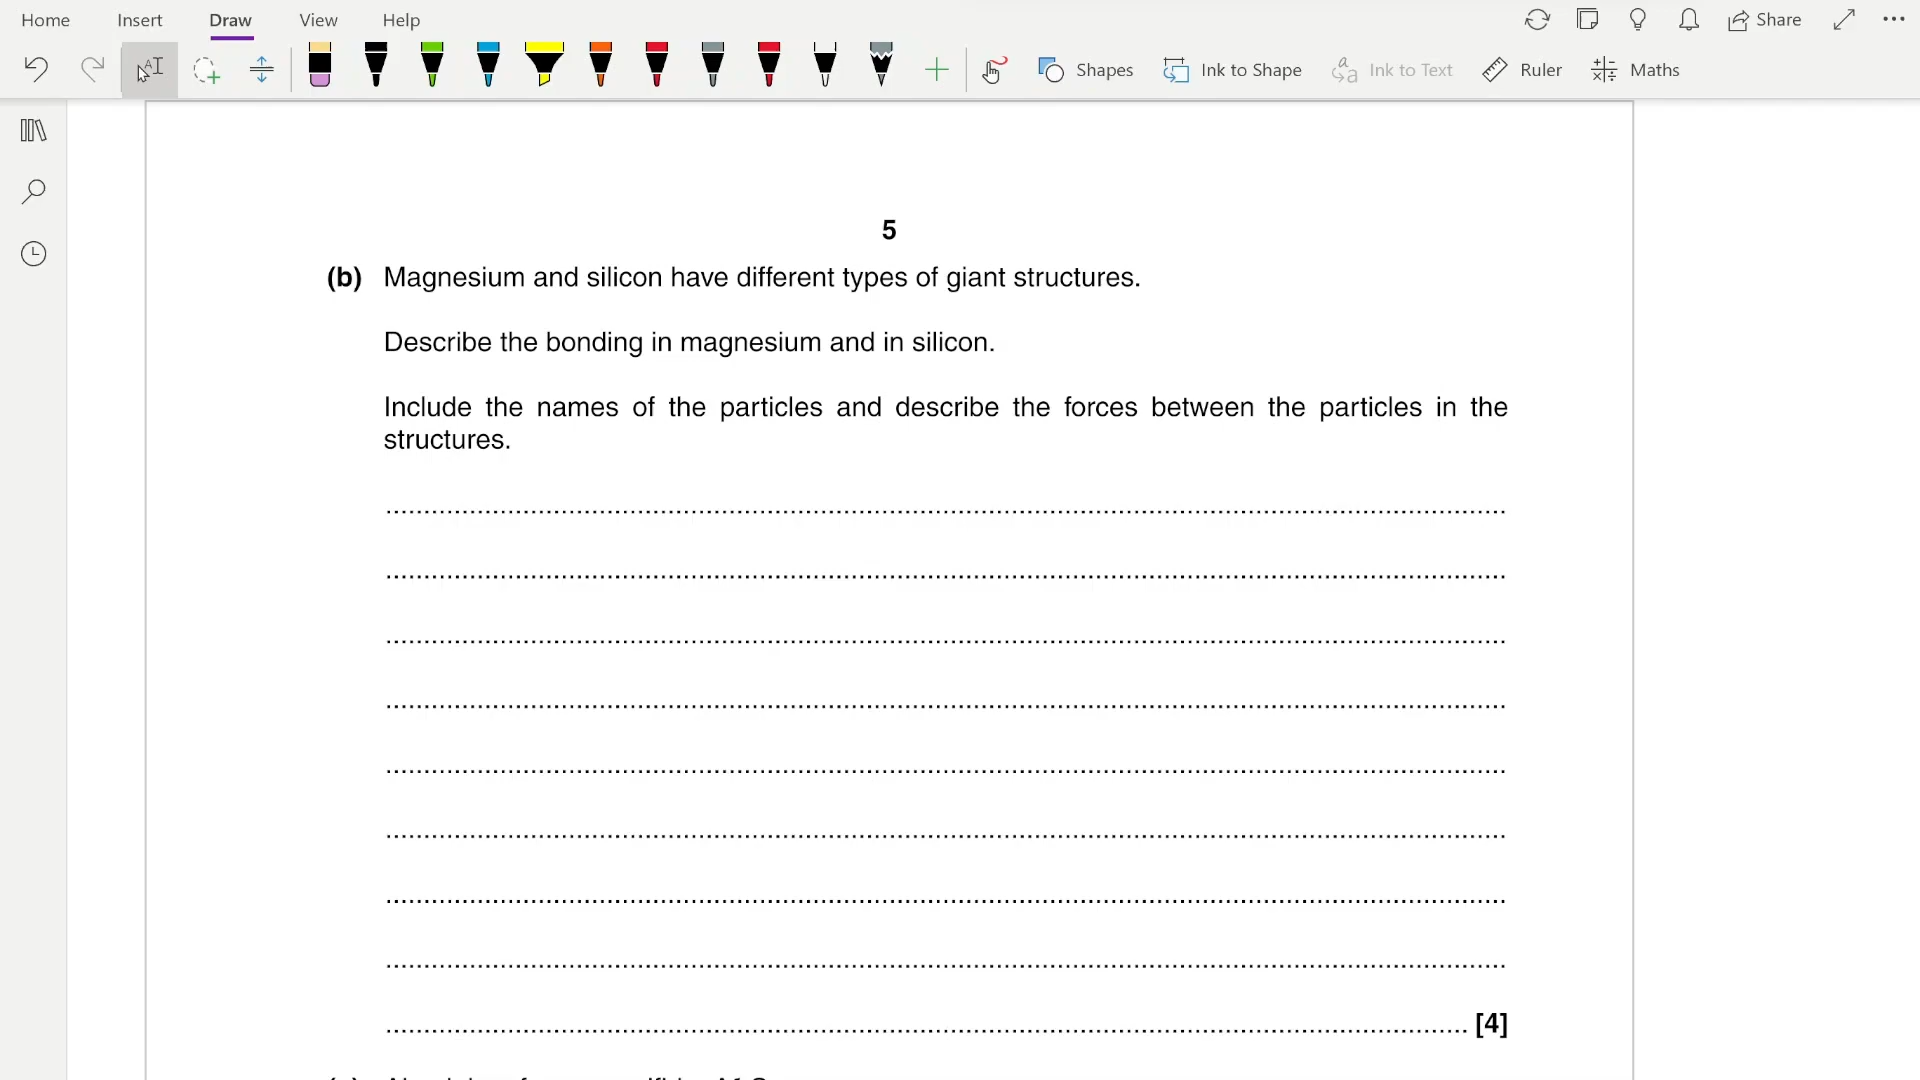 Home Insert Draw View Help
Share
Shapes Ink to Shape Ink to Text Ruler Maths
5
(b) Magnesium and silicon have different types of giant structures.
Describe the bonding in magnesium and in silicon.
Include the names of the particles and describe the forces between the particles in the
structures.
[4]